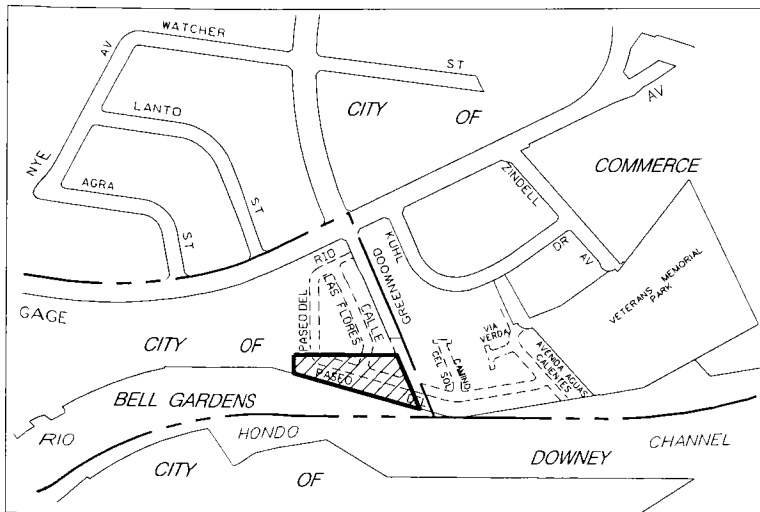 WATCHER ST
NYE AV
LANTO ST
AGRA ST
CITY OF
COMMERCE
AV
ZINDELL AV
KUHL DR
GREENWOOD
VETERANS MEMORIAL
PARK
GAGE
RIO
PASEO DEL
LAS FLORES
CALLE
VIA
VERDA
CAMINO
DEL SOL
AVENIDA AGUAS
CALIENTES
CITY OF
PASEO DEL
BELL GARDENS
RIO HONDO CHANNEL
DOWNEY
CITY OF